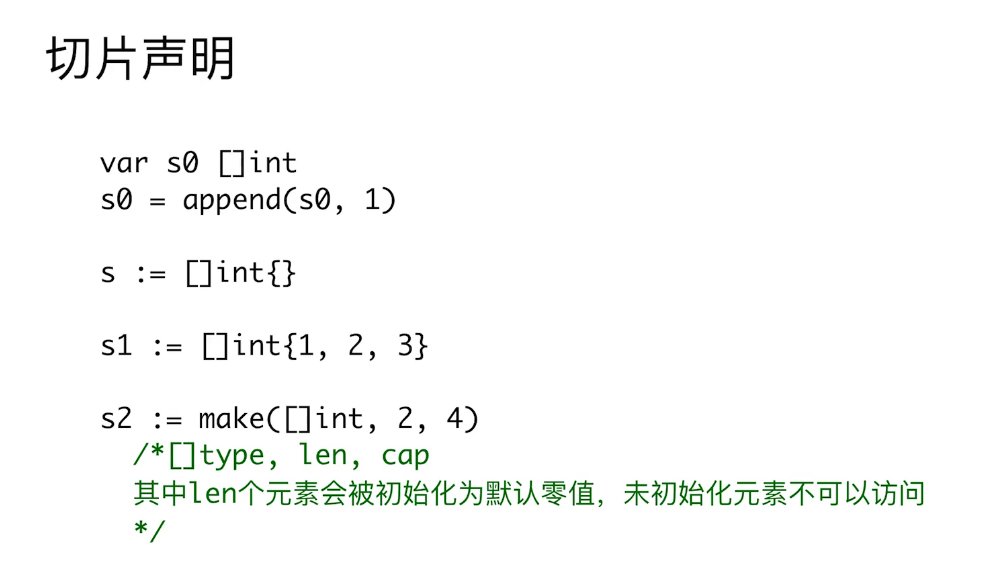 切片声明
var s0 []int
s0 = append(s0, 1)
s := []int{}
s1 := []int{1, 2, 3}
s2 := make([]int, 2, 4)
/*[]type, len, cap
其中len个元素会被初始化为默认零值，未初始化元素不可以访问
*/